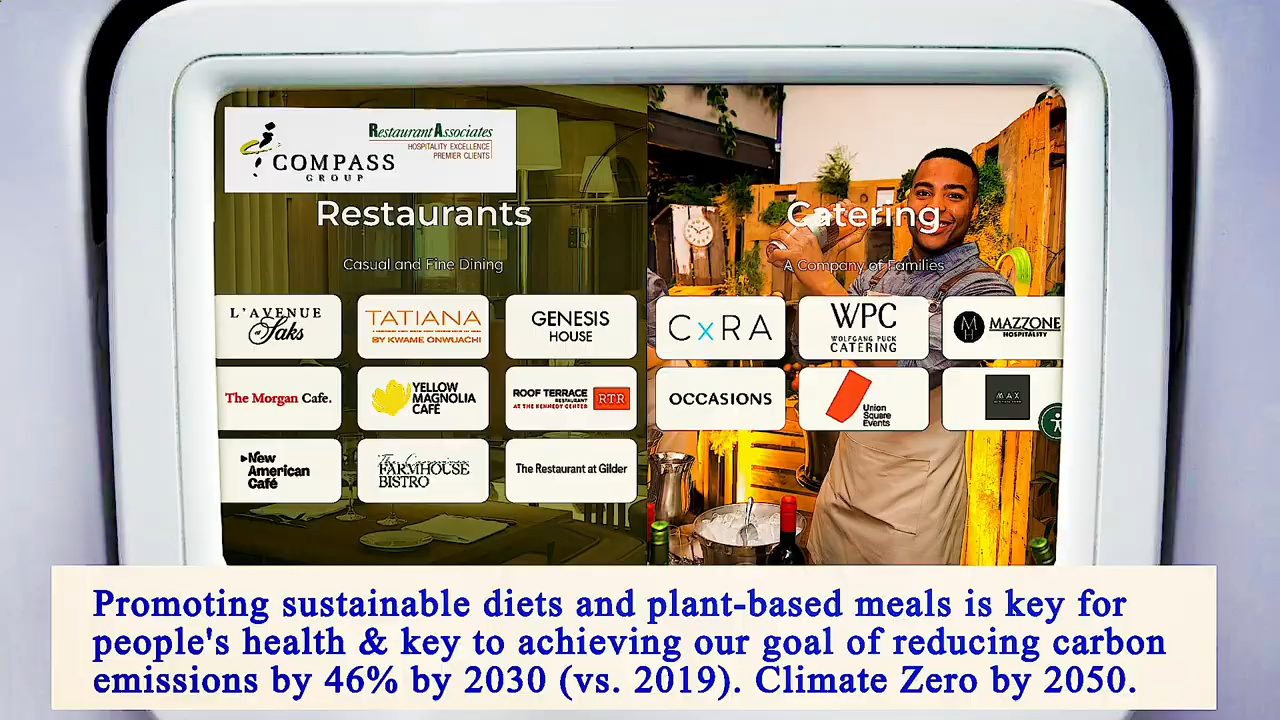 COMPASS
GROUP
Restaurant Associates
HOSPITALITY EXCELLENCE
PREMIER CLIENTS
Restaurants
Casual and Fine Dining
L'AVENUE
at
Saks
TATIANA
BY KWAME ONWUACHI
GENESIS
HOUSE
The Morgan Cafe.
YELLOW
MAGNOLIA
CAFÉ
ROOF TERRACE
RESTAURANT
AT THE KENNEDY CENTER
RTR
New
American
Café
FARMHOUSE
BISTRO
The Restaurant at Gilder
Catering
A Company of Families
CxRA
WPC
WOLFGANG PUCK
CATERING
MH
MAZZONE
HOSPITALITY
OCCASIONS
Union
Square
Events
MAX
Promoting sustainable diets and plant-based meals is key for
people's health & key to achieving our goal of reducing carbon
emissions by 46% by 2030 (vs. 2019). Climate Zero by 2050.